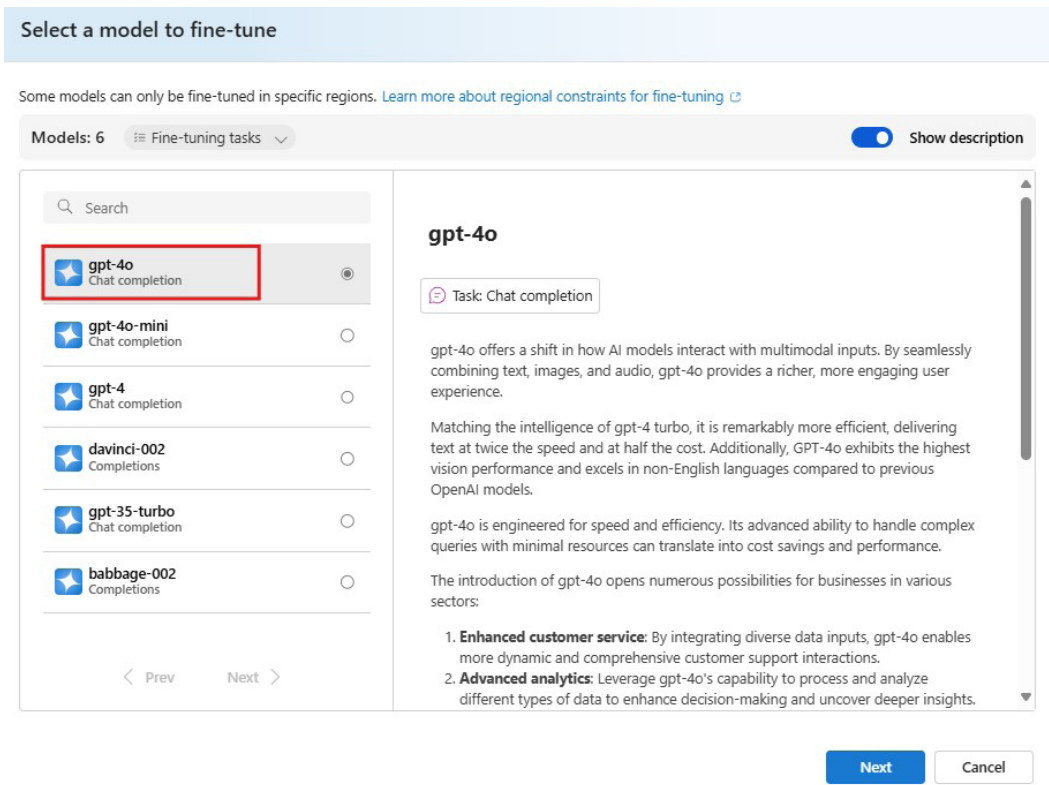 Select a model to fine-tune
Some models can only be fine-tuned in specific regions. Learn more about regional constraints for fine-tuning
Models: 6 Fine-tuning tasks Show description
Search
gpt-4o
Chat completion
gpt-4o-mini
Chat completion
gpt-4
Chat completion
davinci-002
Completions
gpt-35-turbo
Chat completion
babbage-002
Completions
Prev Next
gpt-4o
Task: Chat completion
gpt-4o offers a shift in how AI models interact with multimodal inputs. By seamlessly
combining text, images, and audio, gpt-4o provides a richer, more engaging user
experience.
Matching the intelligence of gpt-4 turbo, it is remarkably more efficient, delivering
text at twice the speed and at half the cost. Additionally, GPT-4o exhibits the highest
vision performance and excels in non-English languages compared to previous
OpenAI models.
gpt-4o is engineered for speed and efficiency. Its advanced ability to handle complex
queries with minimal resources can translate into cost savings and performance.
The introduction of gpt-4o opens numerous possibilities for businesses in various
sectors:
1. Enhanced customer service: By integrating diverse data inputs, gpt-4o enables
more dynamic and comprehensive customer support interactions.
2. Advanced analytics: Leverage gpt-4o's capability to process and analyze
different types of data to enhance decision-making and uncover deeper insights.
Next Cancel